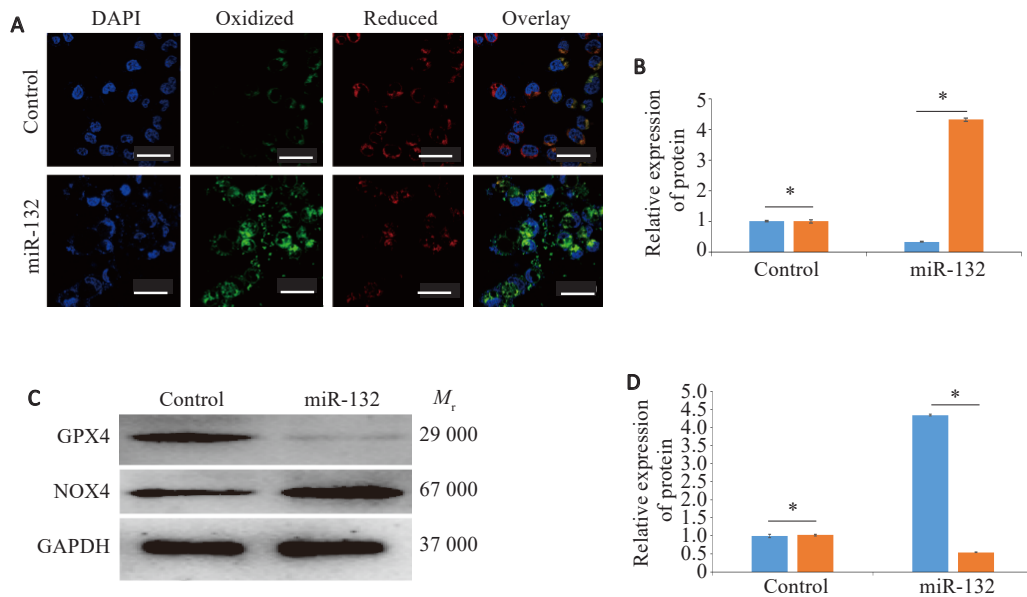 A
DAPI Oxidized Reduced Overlay
Control
miR-132
B
Relative expression
of protein
5
4
3
2
1
0
*
*
Control miR-132
C
Control miR-132 Mr
GPX4 29 000
NOX4 67 000
GAPDH 37 000
D
Relative expression
of protein
5.0
4.5
5.0
3.5
5.0
2.5
5.0
1.5
1.0
0.5
0
*
*
Control miR-132